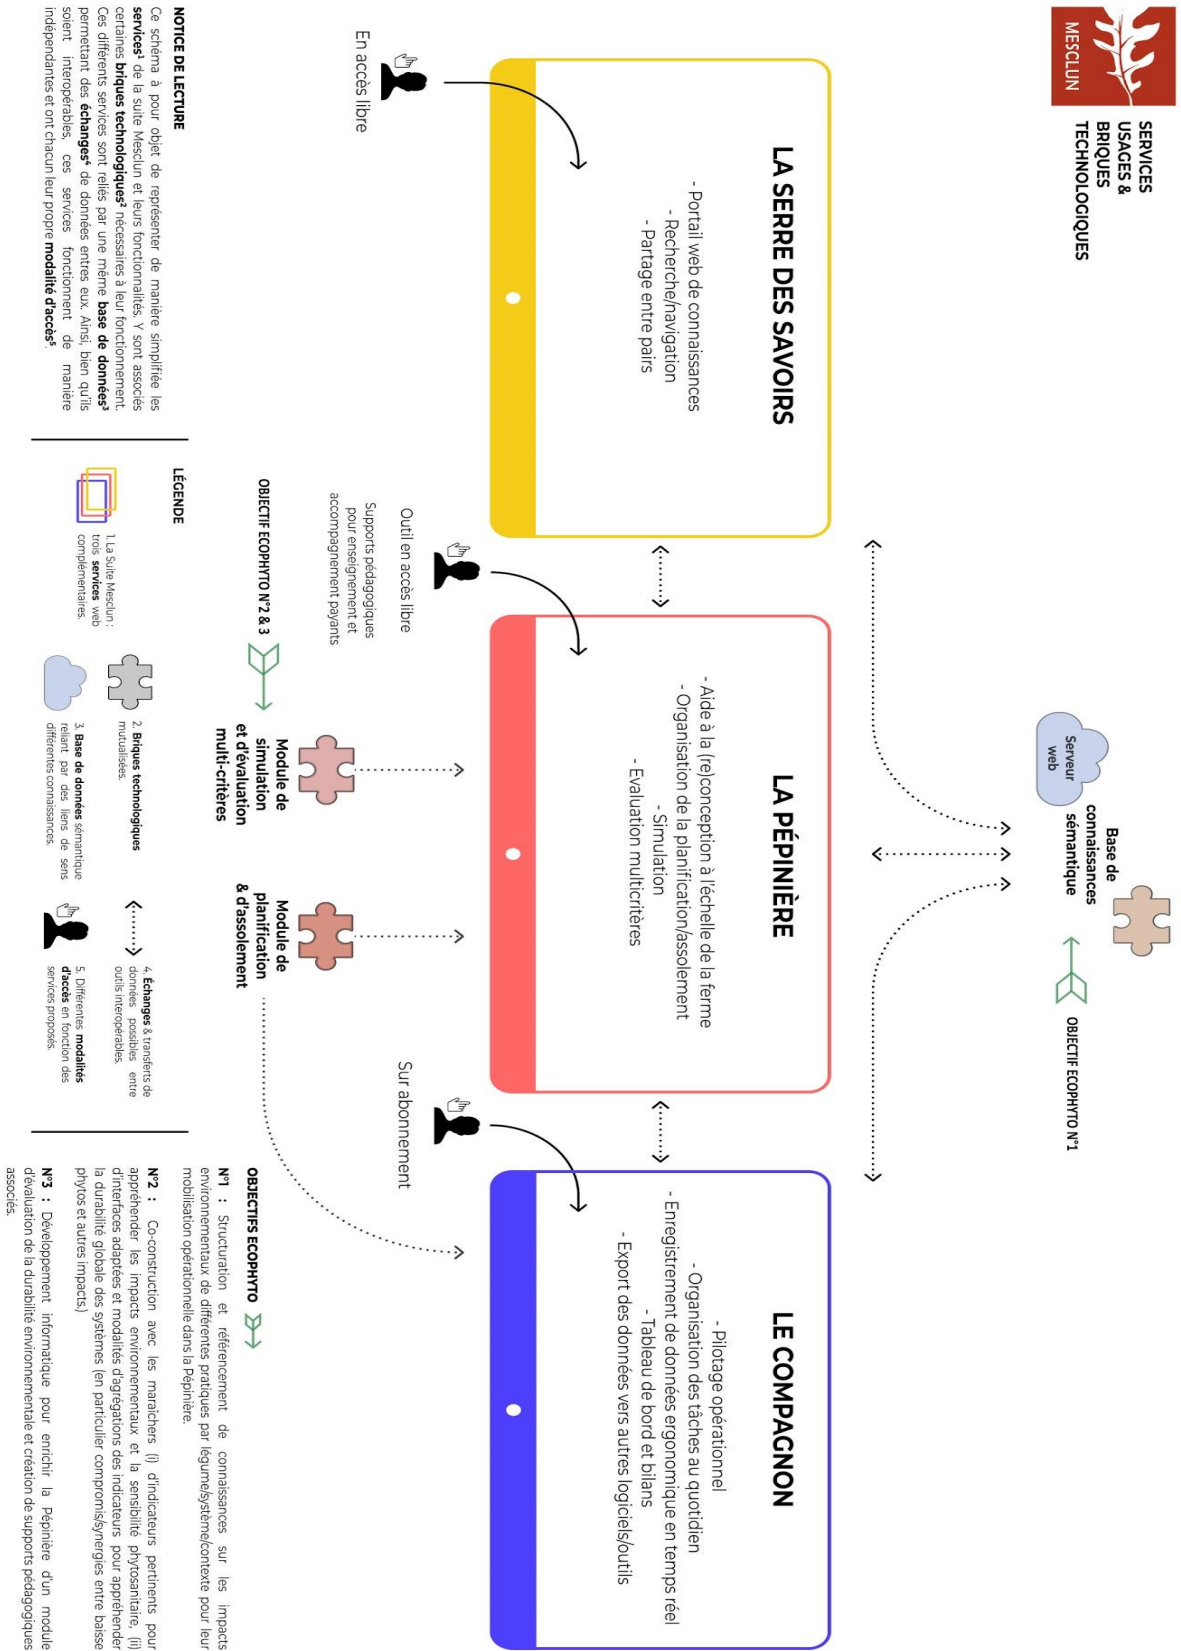 MESCLUN
SERVICES
USAGES &
BRIQUES
TECHNOLOGIQUES
Serveur
web
Base de
connaissances
sémantique
OBJECTIF ECOPHYTO N°1
LA SERRE DES SAVOIRS
- Portail web de connaissances
- Recherche/navigation
- Partage entre pairs
LA PÉPINIÈRE
- Aide à la (re)conception à l'échelle de la ferme
- Organisation de la planification/assolement
- Simulation
- Evaluation multicritères
LE COMPAGNON
- Pilotage opérationnel
- Organisation des tâches au quotidien
- Enregistrement de données ergonomique en temps réel
- Tableau de bord et bilans
- Export des données vers autres logiciels/outils
En accès libre
Outil en accès libre
Supports pédagogiques
pour enseignement et
accompagnement payants
Sur abonnement
OBJECTIF ECOPHYTO N°2 & 3
Module de
simulation
et d'évaluation
multi-critères
Module de
planification
& d'assolement
NOTICE DE LECTURE
Ce schéma à pour objet de représenter de manière simplifiée les
services¹ de la suite Mesclun et leurs fonctionnalités. Y sont associés
certaines briques technologiques² nécessaires à leur fonctionnement.
Ces différents services sont reliés par une même base de données³
permettant des échanges⁴ de données entres eux. Ainsi, bien qu'ils
soient interopérables, ces services fonctionnent de manière
indépendantes et ont chacun leur propre modalité d'accès⁵.
LÉGENDE
1. La Suite Mesclun :
trois services web
complémentaires.
2. Briques technologiques
mutualisées.
3. Base de données sémantique
reliant par des liens de sens
différentes connaissances.
4. Échanges & transferts de
données possibles entre
outils interopérables.
5. Différentes modalités
d'accès en fonction des
services proposés.
OBJECTIFS ECOPHYTO
N°1 : Structuration et référencement de connaissances sur les impacts
environnementaux de différentes pratiques par légume/système/contexte pour leur
mobilisation opérationnelle dans la Pépinière.
N°2 : Co-construction avec les maraîchers (i) d'indicateurs pertinents pour
appréhender les impacts environnementaux et la sensibilité phytosanitaire, (ii)
d'interfaces adaptées et modalités d'agrégations des indicateurs pour appréhender
la durabilité globale des systèmes (en particulier compromis/synergies entre baisse
phytos et autres impacts.)
N°3 : Développement informatique pour enrichir la Pépinière d'un module
d'évaluation de la durabilité environnementale et création de supports pédagogiques
associés.